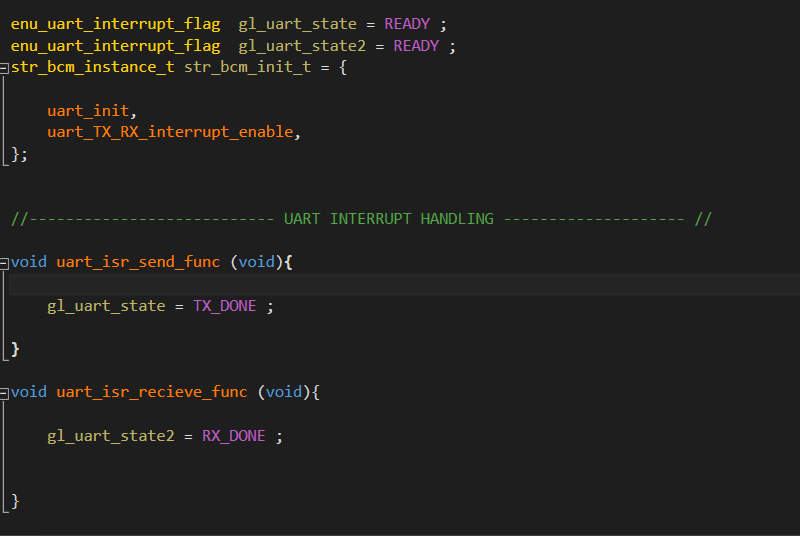 enu_uart_interrupt_flag  gl_uart_state = READY ;
enu_uart_interrupt_flag  gl_uart_state2 = READY ;
str_bcm_instance_t str_bcm_init_t = {
    uart_init,
    uart_TX_RX_interrupt_enable,
};
//--------------------------- UART INTERRUPT HANDLING -------------------- //
void uart_isr_send_func (void){
    gl_uart_state = TX_DONE ;
}
void uart_isr_recieve_func (void){
    gl_uart_state2 = RX_DONE ;
}